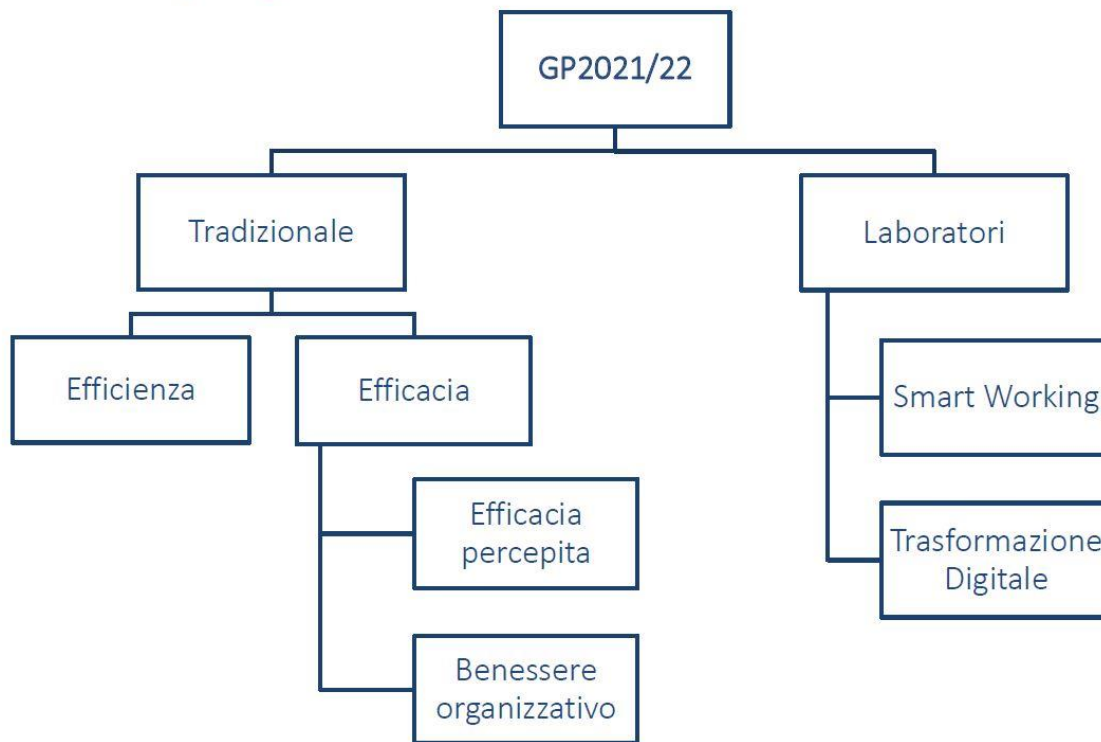 GP2021/22
Tradizionale
Laboratori
Efficienza
Efficacia
Smart Working
Efficacia
percepita
Trasformazione
Digitale
Benessere
organizzativo